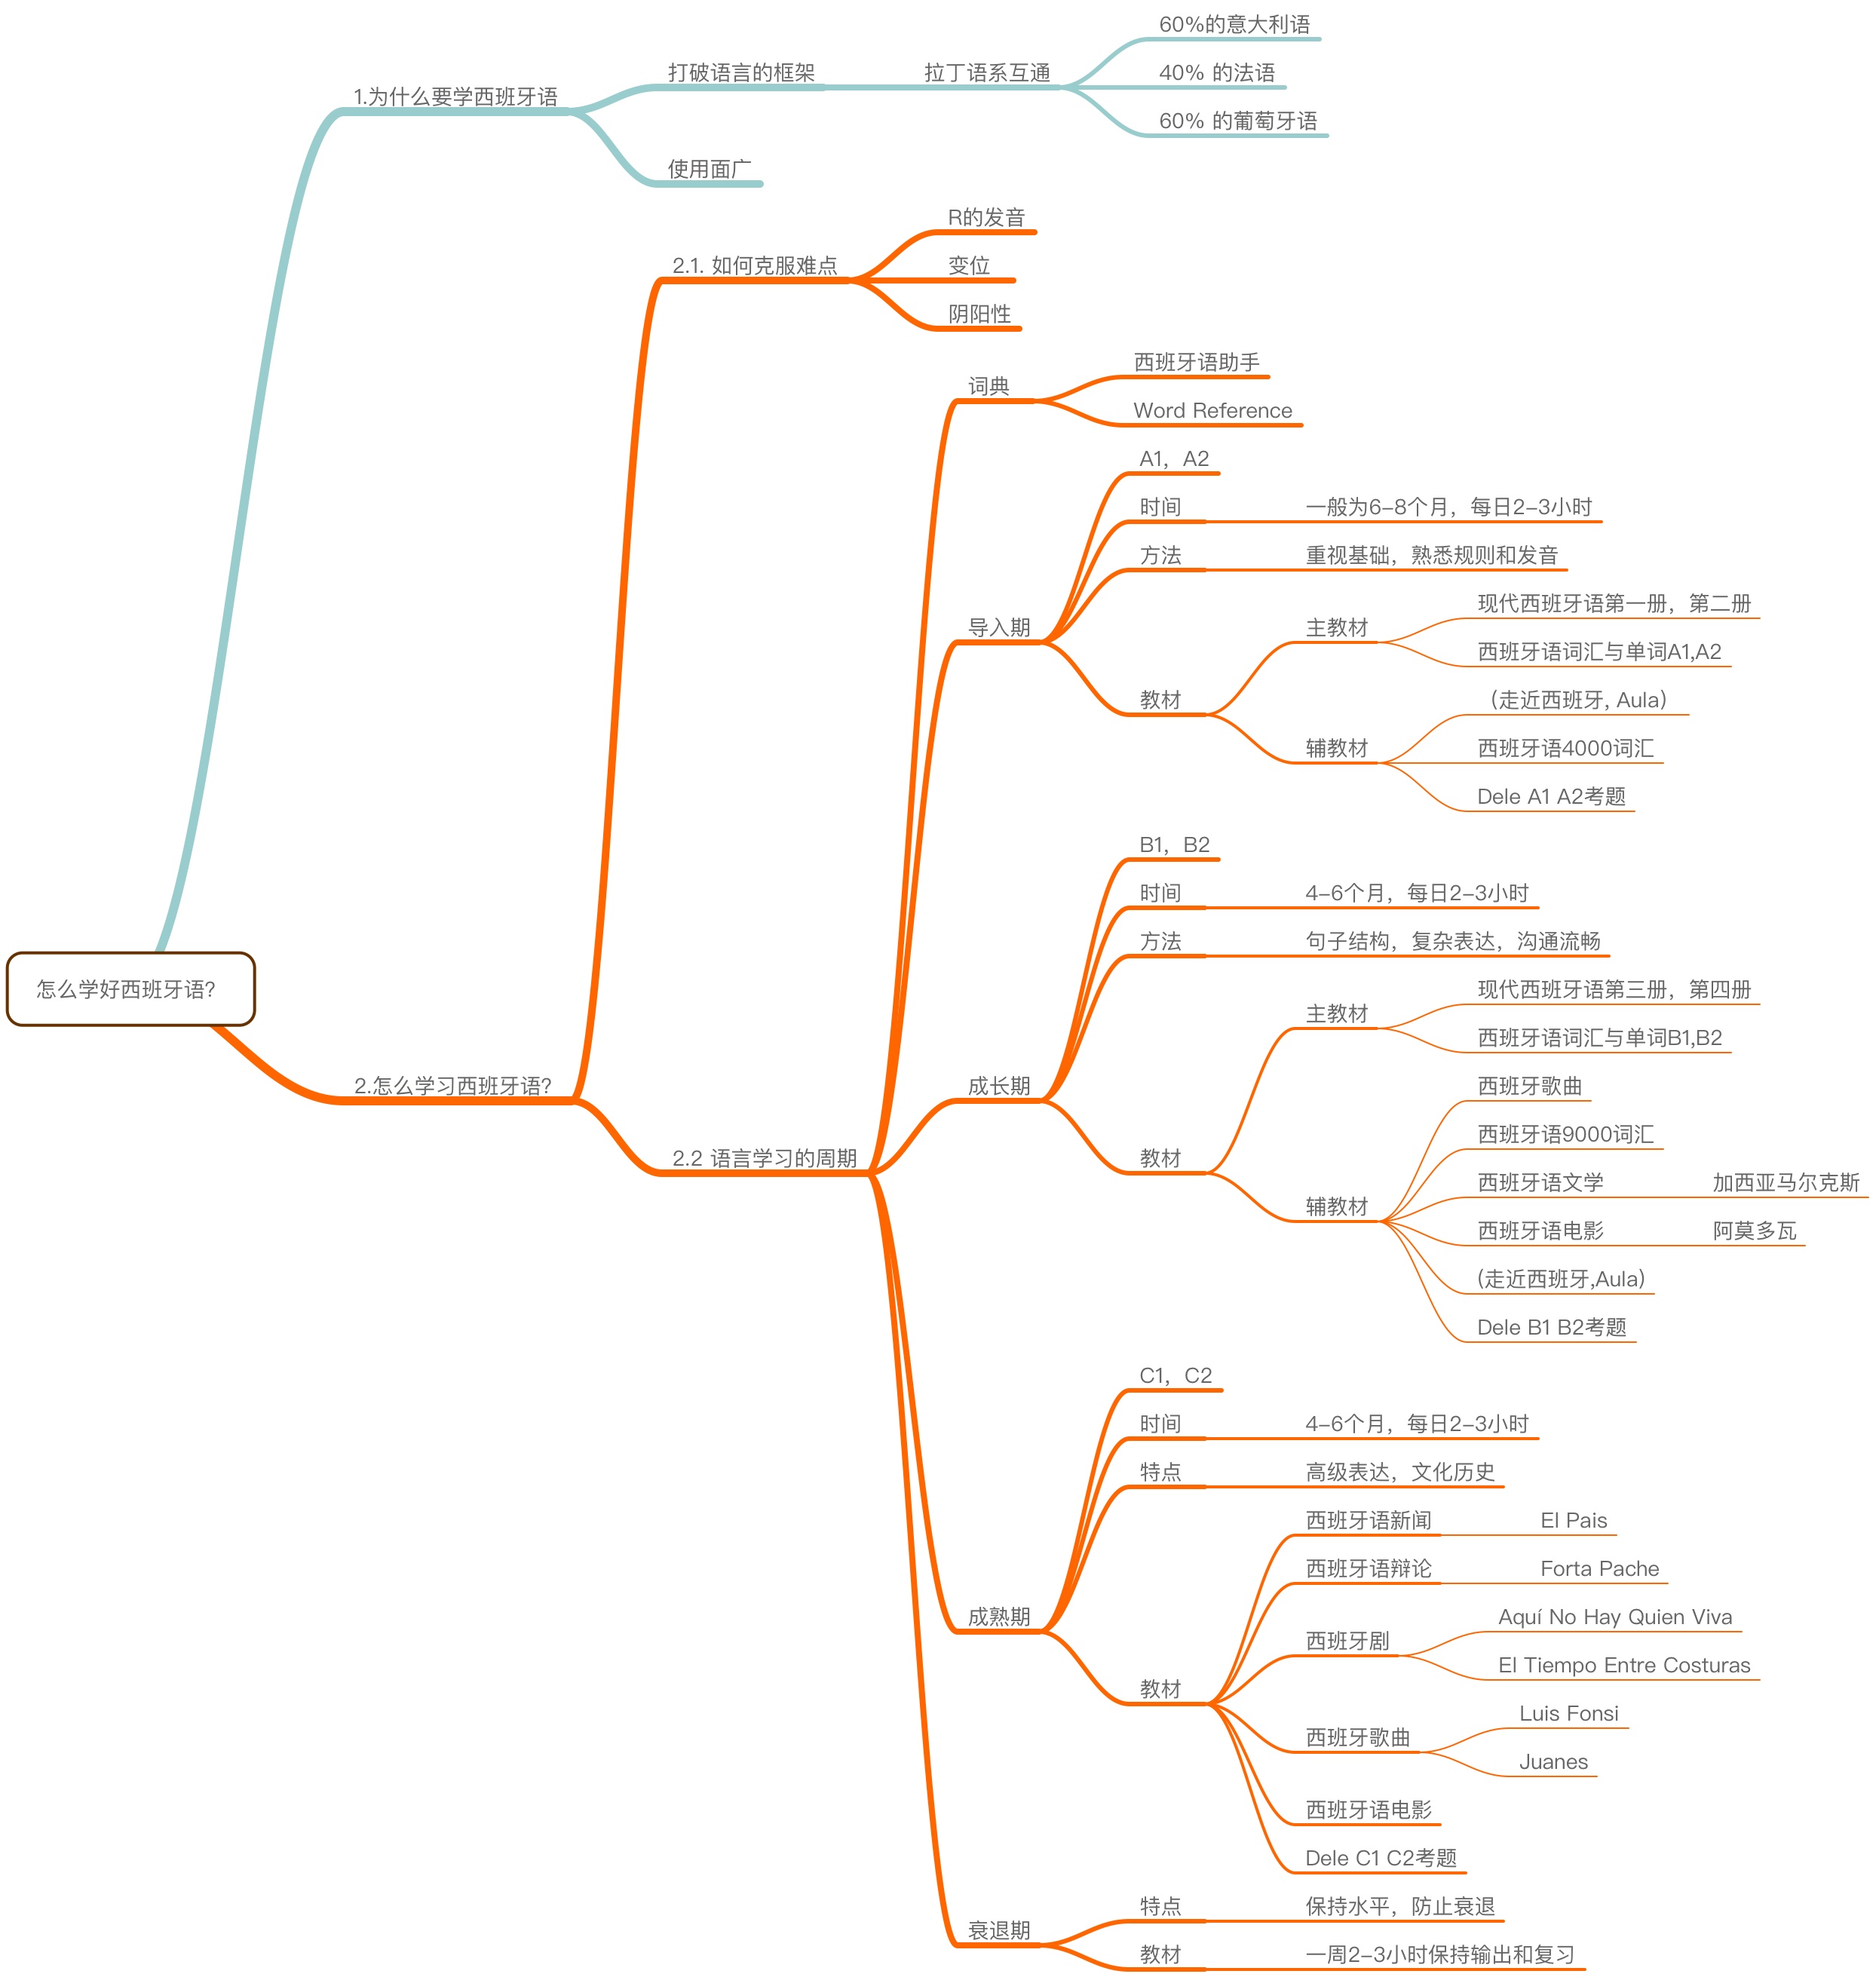 怎么学好西班牙语?
1.为什么要学西班牙语
打破语言的框架
拉丁语系互通
60%的意大利语
40% 的法语
60% 的葡萄牙语
使用面广
2.怎么学习西班牙语?
2.1. 如何克服难点
R的发音
变位
阴阳性
2.2 语言学习的周期
词典
西班牙语助手
Word Reference
导入期
A1，A2
时间
一般为6-8个月，每日2-3小时
方法
重视基础，熟悉规则和发音
教材
主教材
现代西班牙语第一册，第二册
西班牙语词汇与单词A1,A2
辅教材
（走近西班牙, Aula）
西班牙语4000词汇
Dele A1 A2考题
成长期
B1，B2
时间
4-6个月，每日2-3小时
方法
句子结构，复杂表达，沟通流畅
教材
主教材
现代西班牙语第三册，第四册
西班牙语词汇与单词B1,B2
辅教材
西班牙歌曲
西班牙语9000词汇
西班牙语文学
加西亚马尔克斯
西班牙语电影
阿莫多瓦
(走近西班牙,Aula）
Dele B1 B2考题
成熟期
C1，C2
时间
4-6个月，每日2-3小时
特点
高级表达，文化历史
教材
西班牙语新闻
El Pais
西班牙语辩论
Forta Pache
西班牙剧
Aquí No Hay Quien Viva
El Tiempo Entre Costuras
西班牙歌曲
Luis Fonsi
Juanes
西班牙语电影
Dele C1 C2考题
衰退期
特点
保持水平，防止衰退
教材
一周2-3小时保持输出和复习